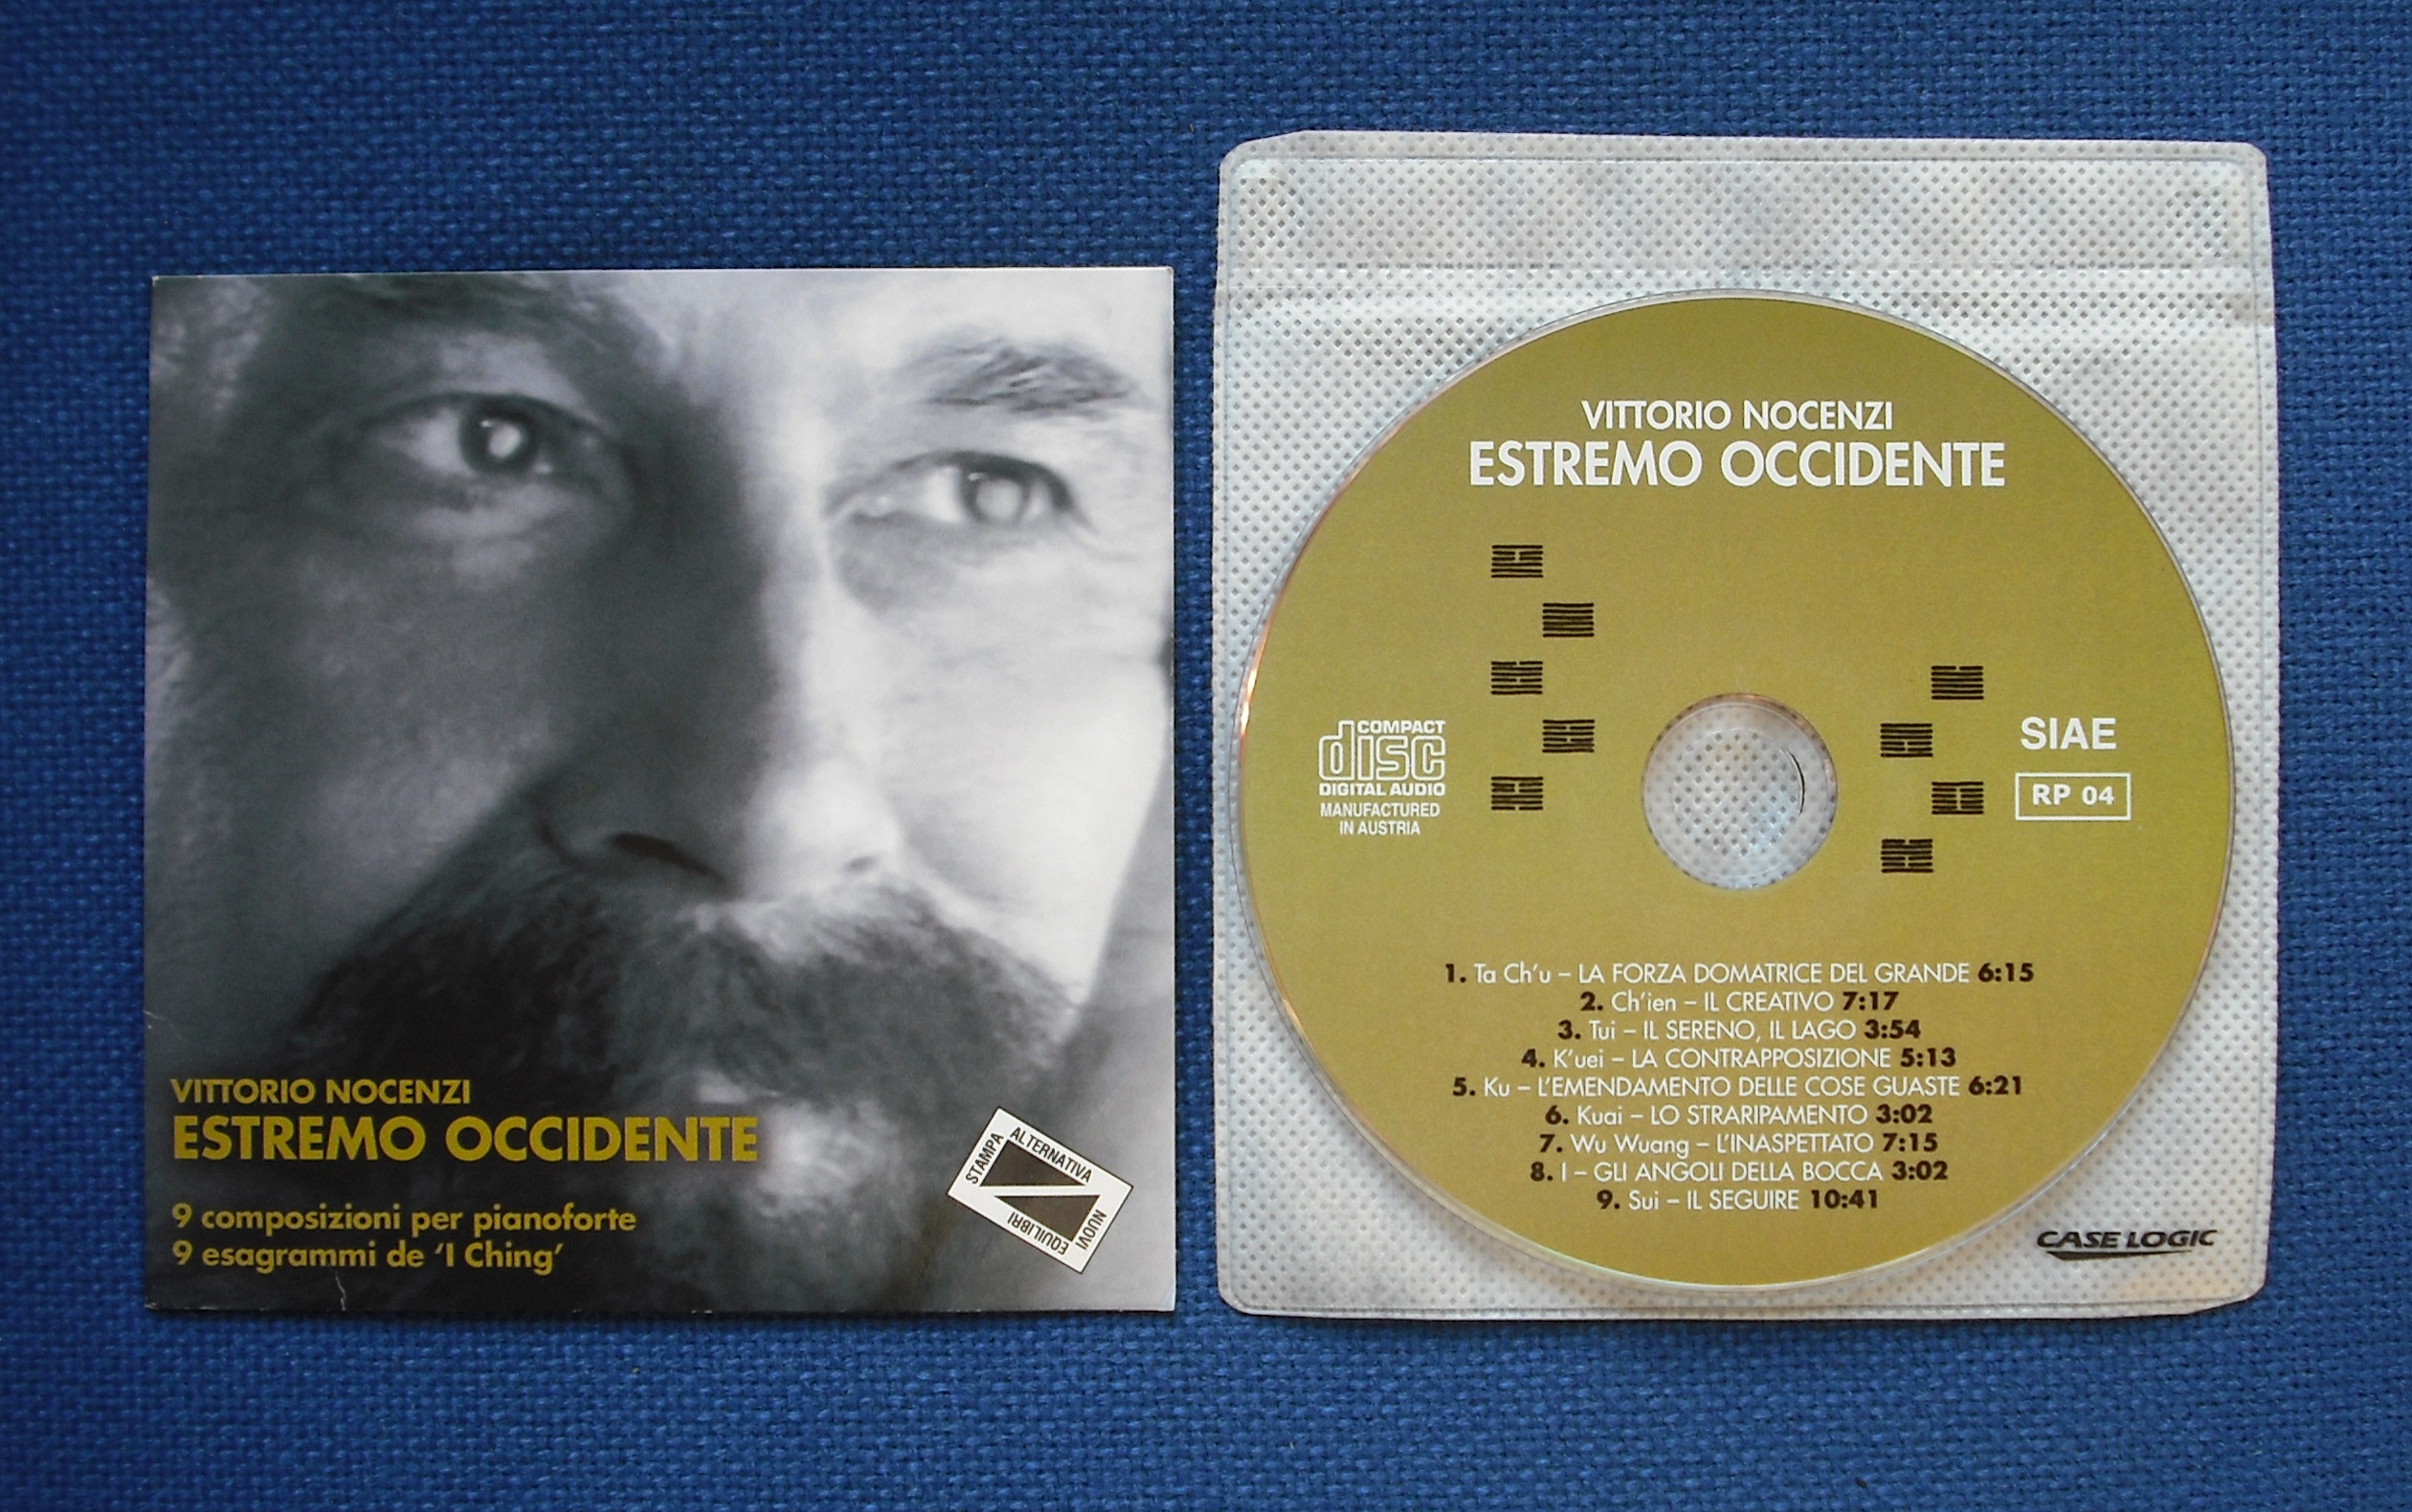 VITTORIO NOCENZI
ESTREMO OCCIDENTE
9 composizioni per pianoforte
9 esagrammi de 'I Ching'
STAMPA
ALTERNATIVA
NUOVI
EQUILIBRI
VITTORIO NOCENZI
ESTREMO OCCIDENTE
COMPACT
disc
DIGITAL AUDIO
MANUFACTURED
IN AUSTRIA
SIAE
RP 04
1. Ta Ch'u – LA FORZA DOMATRICE DEL GRANDE 6:15
2. Ch'ien – IL CREATIVO 7:17
3. Tui – IL SERENO, IL LAGO 3:54
4. K'uei – LA CONTRAPPOSIZIONE 5:13
5. Ku – L'EMENDAMENTO DELLE COSE GUASTE 6:21
6. Kuai – LO STRARIPAMENTO 3:02
7. Wu Wuang – L'INASPETTATO 7:15
8. I – GLI ANGOLI DELLA BOCCA 3:02
9. Sui – IL SEGUIRE 10:41
CASE LOGIC